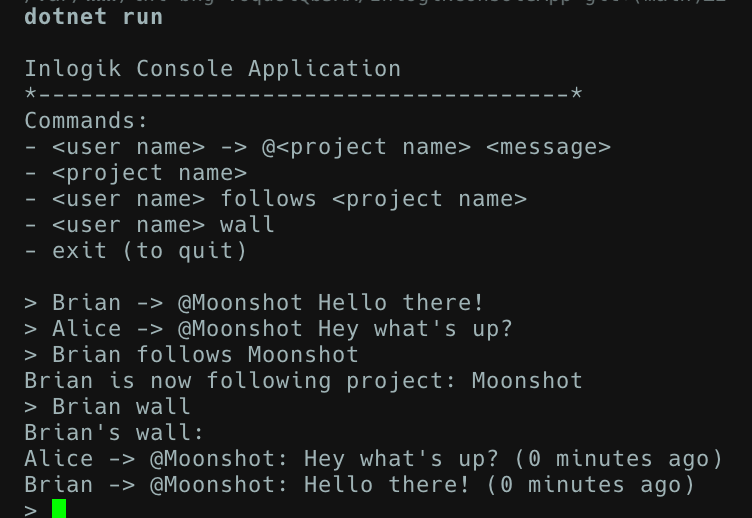 dotnet run
Inlogik Console Application
*--------------------------------------*
Commands:
- <user name> -> @<project name> <message>
- <project name>
- <user name> follows <project name>
- <user name> wall
- exit (to quit)
> Brian -> @Moonshot Hello there!
> Alice -> @Moonshot Hey what's up?
> Brian follows Moonshot
Brian is now following project: Moonshot
> Brian wall
Brian's wall:
Alice -> @Moonshot: Hey what's up? (0 minutes ago)
Brian -> @Moonshot: Hello there! (0 minutes ago)
>